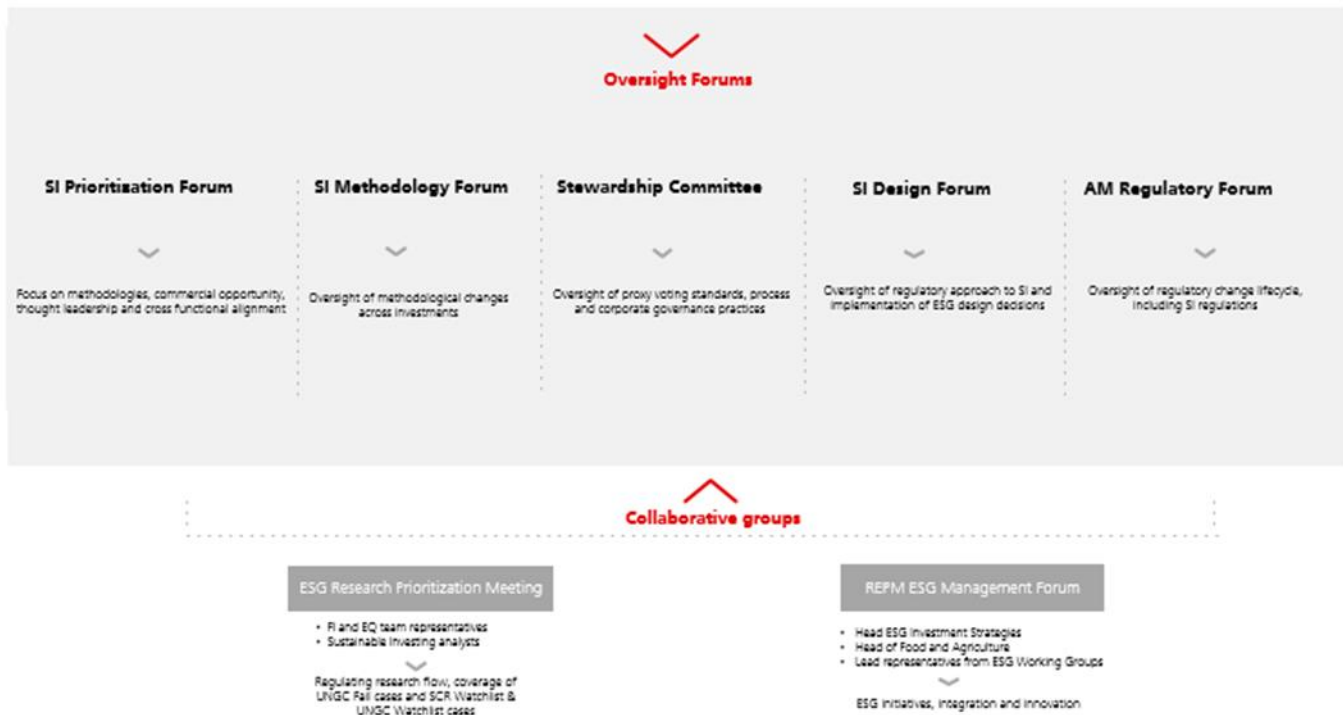 Oversight Forums
SI Prioritization Forum
SI Methodology Forum
Stewardship Committee
SI Design Forum
AM Regulatory Forum
Focus on methodologies, commercial opportunity,
thought leadership and cross functional alignment
Oversight of methodological changes
across investments
Oversight of proxy voting standards, process
and corporate governance practices
Oversight of regulatory approach to SI and
implementation of ESG design decisions
Oversight of regulatory change lifecycle,
including SI regulations
Collaborative groups
ESG Research Prioritization Meeting
• FI and EQ team representatives
• Sustainable investing analysts
Regulating research flow, coverage of
UNGC Fail cases and SCR Watchlist &
UNGC Watchlist cases
REPM ESG Management Forum
• Head ESG Investment Strategies
• Head of Food and Agriculture
• Lead representatives from ESG Working Groups
ESG initiatives, integration and innovation